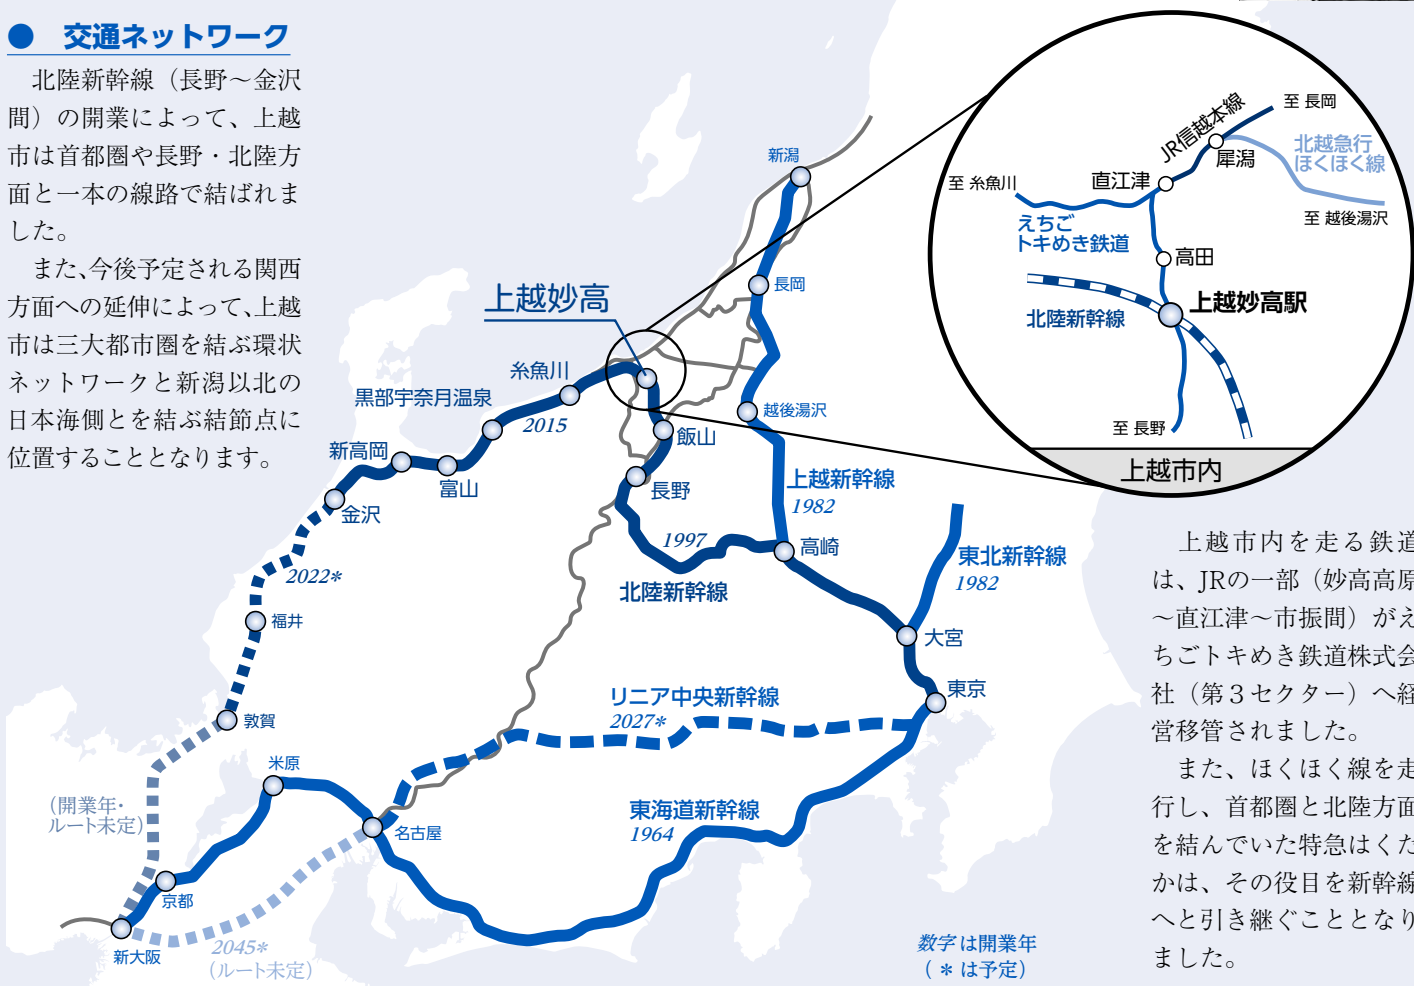 ● 交通ネットワーク
　北陸新幹線（長野～金沢
間）の開業によって、上越
市は首都圏や長野・北陸方
面と一本の線路で結ばれま
した。
　また、今後予定される関西
方面への延伸によって、上越
市は三大都市圏を結ぶ環状
ネットワークと新潟以北の
日本海側とを結ぶ結節点に
位置することとなります。
新潟
長岡
上越妙高
糸魚川
黒部宇奈月温泉
2015
越後湯沢
飯山
新高岡
富山
長野
金沢
上越新幹線
1982
1997
高崎
北陸新幹線
東北新幹線
1982
2022*
福井
大宮
東京
敦賀
リニア中央新幹線
2027*
米原
（開業年・
ルート未定）
東海道新幹線
1964
名古屋
京都
新大阪
2045*
（ルート未定）
数字は開業年
（＊は予定）
至 長岡
JR信越本線
犀潟
北越急行
ほくほく線
直江津
至 糸魚川
至 越後湯沢
えちご
トキめき鉄道
高田
上越妙高駅
北陸新幹線
至 長野
上越市内
　上越市内を走る鉄道
は、JRの一部（妙高高原
～直江津～市振間）がえ
ちごトキめき鉄道株式会
社（第３セクター）へ経
営移管されました。
　また、ほくほく線を走
行し、首都圏と北陸方面
を結んでいた特急はくた
かは、その役目を新幹線
へと引き継ぐこととなり
ました。